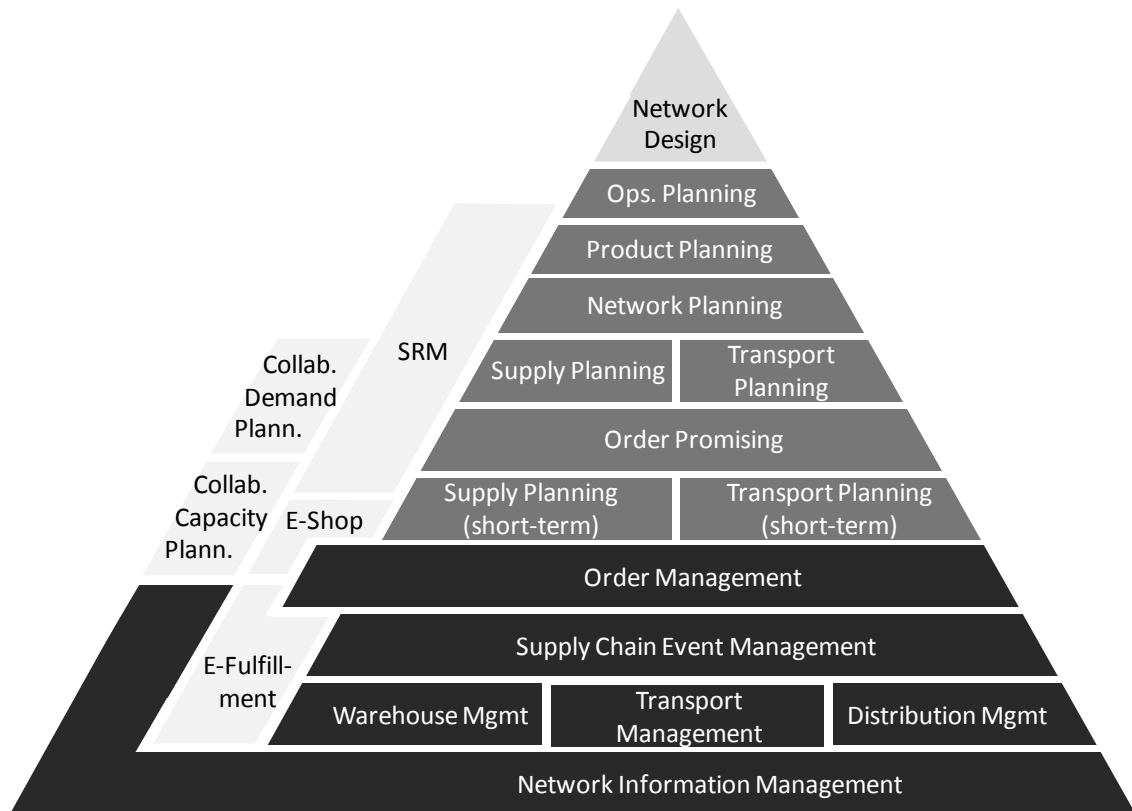 Network
Design
Ops. Planning
Product Planning
Network Planning
SRM
Supply Planning
Transport
Planning
Collab.
Demand
Plann.
Order Promising
Collab.
Capacity
Plann.
E-Shop
Supply Planning
(short-term)
Transport Planning
(short-term)
Order Management
Supply Chain Event Management
E-Fulfill-
ment
Warehouse Mgmt
Transport
Management
Distribution Mgmt
Network Information Management